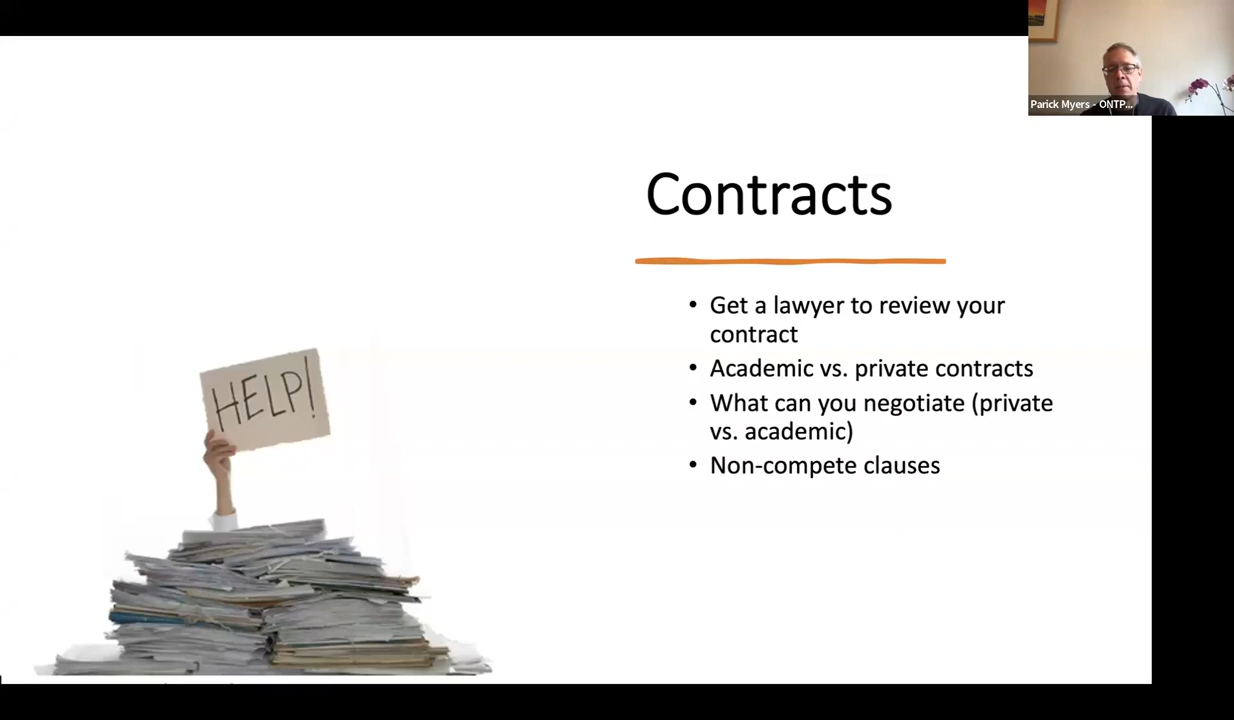 Parick Myers - ONTP...
Contracts
• Get a lawyer to review your
contract
• Academic vs. private contracts
• What can you negotiate (private
vs. academic)
• Non-compete clauses
HELP!